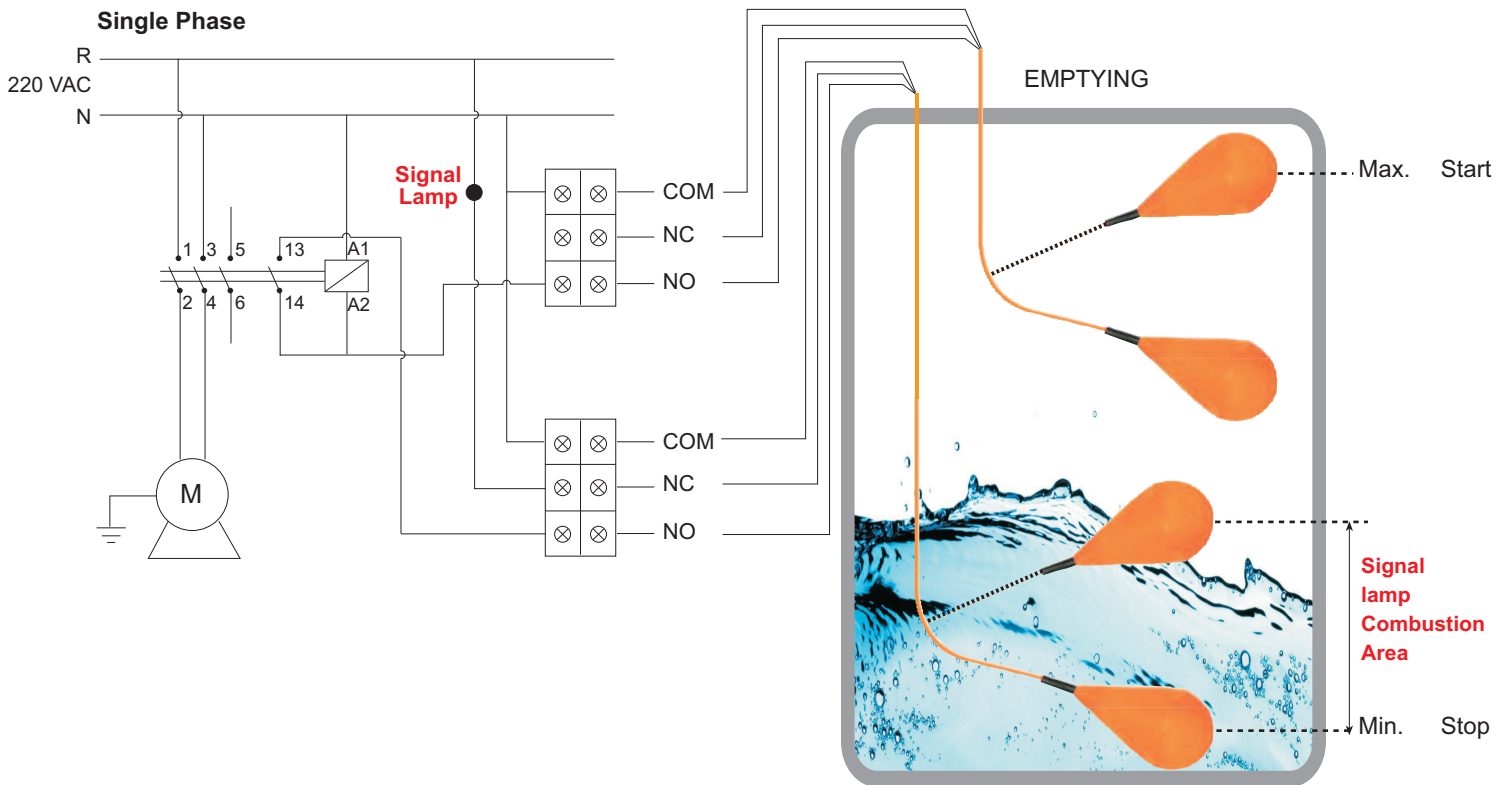 Single Phase
R
220 VAC
N
EMPTYING
Signal
Lamp
COM
NC
NO
Max. Start
1 3 5 13 A1
2 4 6 14 A2
M
COM
NC
NO
Signal
lamp
Combustion
Area
Min. Stop